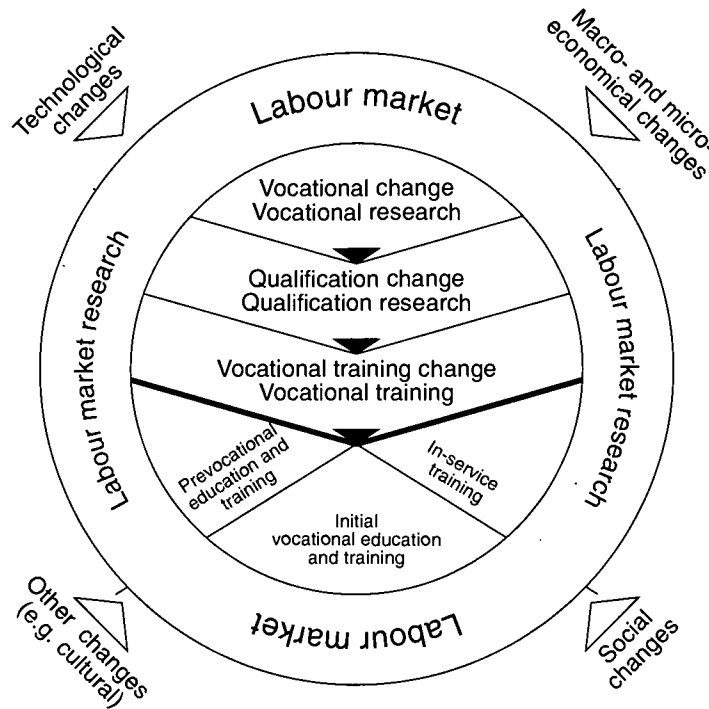 Technological
changes
Macro- and micro-
economical changes
Labour market
Vocational change
Vocational research
Labour market research
Labour market research
Qualification change
Qualification research
Vocational training change
Vocational training
Prevocational
education and
training
In-service
training
Initial
vocational education
and training
Labour market
Other changes
(e.g. cultural)
Social
changes